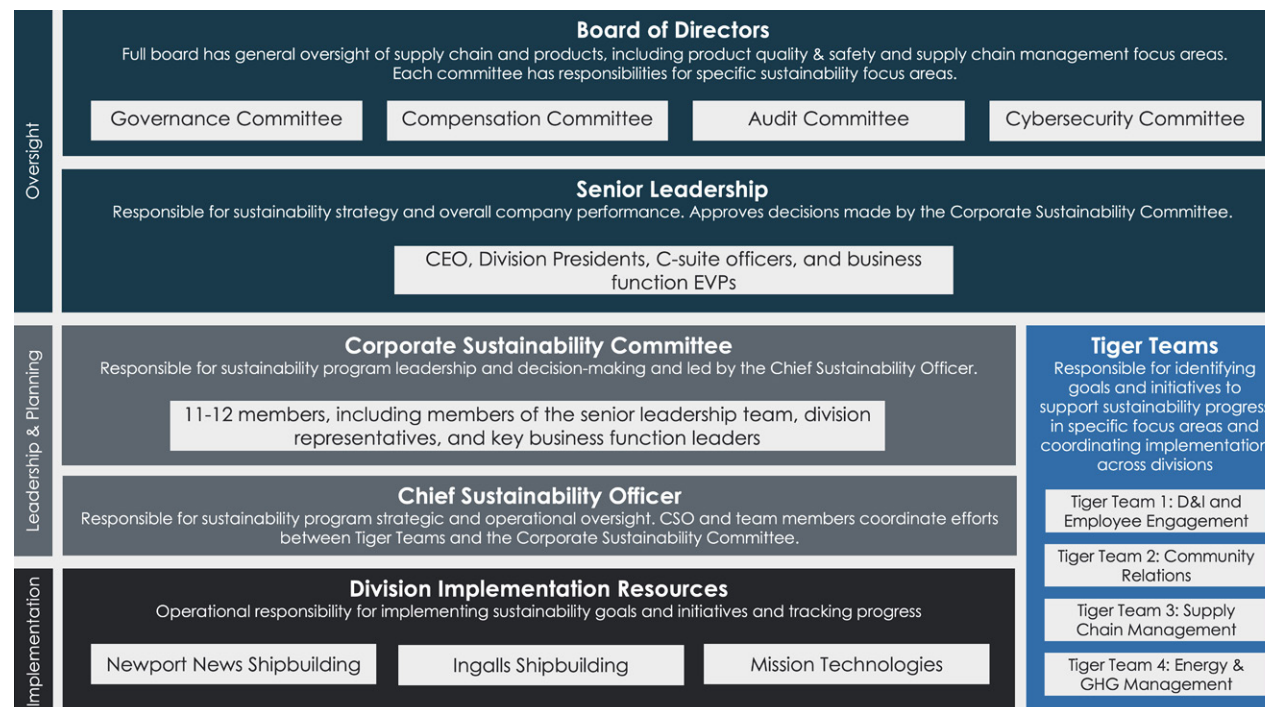 Oversight
Board of Directors
Full board has general oversight of supply chain and products, including product quality & safety and supply chain management focus areas.
Each committee has responsibilities for specific sustainability focus areas.
Governance Committee
Compensation Committee
Audit Committee
Cybersecurity Committee
Senior Leadership
Responsible for sustainability strategy and overall company performance. Approves decisions made by the Corporate Sustainability Committee.
CEO, Division Presidents, C-suite officers, and business
function EVPs
Leadership & Planning
Corporate Sustainability Committee
Responsible for sustainability program leadership and decision-making and led by the Chief Sustainability Officer.
11-12 members, including members of the senior leadership team, division
representatives, and key business function leaders
Chief Sustainability Officer
Responsible for sustainability program strategic and operational oversight. CSO and team members coordinate efforts
between Tiger Teams and the Corporate Sustainability Committee.
Tiger Teams
Responsible for identifying
goals and initiatives to
support sustainability progress
in specific focus areas and
coordinating implementation
across divisions
Tiger Team 1: D&I and
Employee Engagement
Tiger Team 2: Community
Relations
Tiger Team 3: Supply
Chain Management
Tiger Team 4: Energy &
GHG Management
Implementation
Division Implementation Resources
Operational responsibility for implementing sustainability goals and initiatives and tracking progress
Newport News Shipbuilding
Ingalls Shipbuilding
Mission Technologies